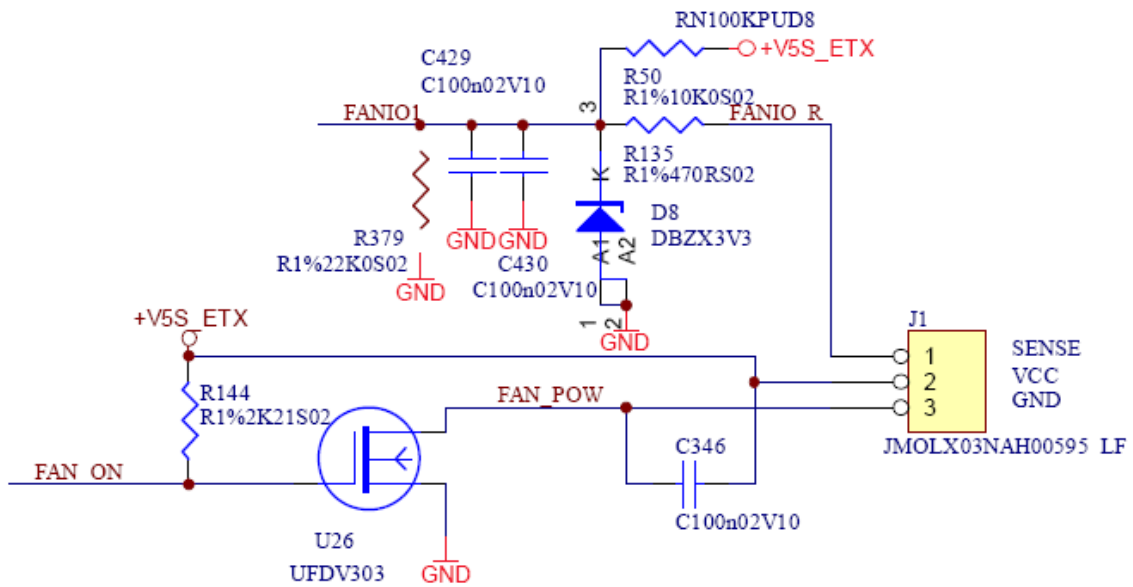 RN100KPUD8
+V5S_ETX
C429
C100n02V10
R50
R1%10K0S02
FANIO1
3
FANIO_R
R135
R1%470RS02
K
D8
DBZX3V3
A1
A2
R379
R1%22K0S02
GND
GND
GND
C430
C100n02V10
1
2
GND
+V5S_ETX
J1
1
SENSE
2
VCC
3
GND
JMOLX03NAH00595_LF
R144
R1%2K21S02
FAN_POW
FAN_ON
C346
C100n02V10
U26
UFDV303
GND